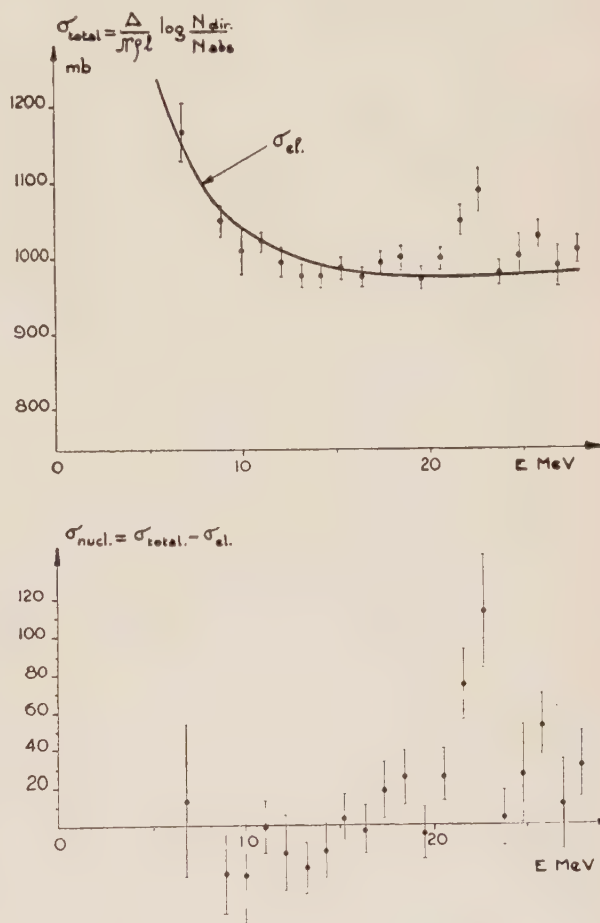 σtotal = Δ/𝒩ρl log Ndir./Nabs
mb
1200
1100
1000
900
800
σel.
0 10 20 E MeV
σnucl. = σtotal. - σel.
120
100
80
60
40
20
0 10 20
E MeV